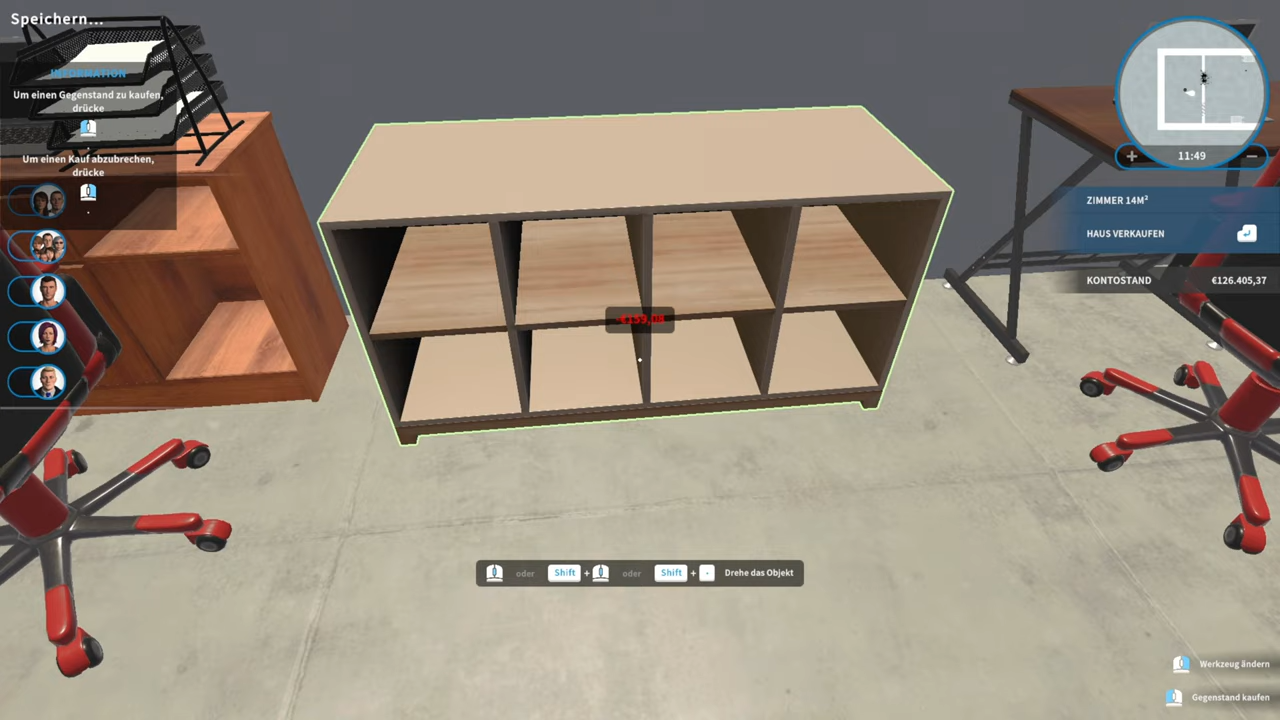 Speichern...
INFORMATION
Um einen Gegenstand zu kaufen,
drücke
Um einen Kauf abzubrechen,
drücke
.
11:49
ZIMMER 14M²
HAUS VERKAUFEN
KONTOSTAND €126.405,37
oder Shift + oder Shift + . Drehe das Objekt
Werkzeug ändern
Gegenstand kaufen